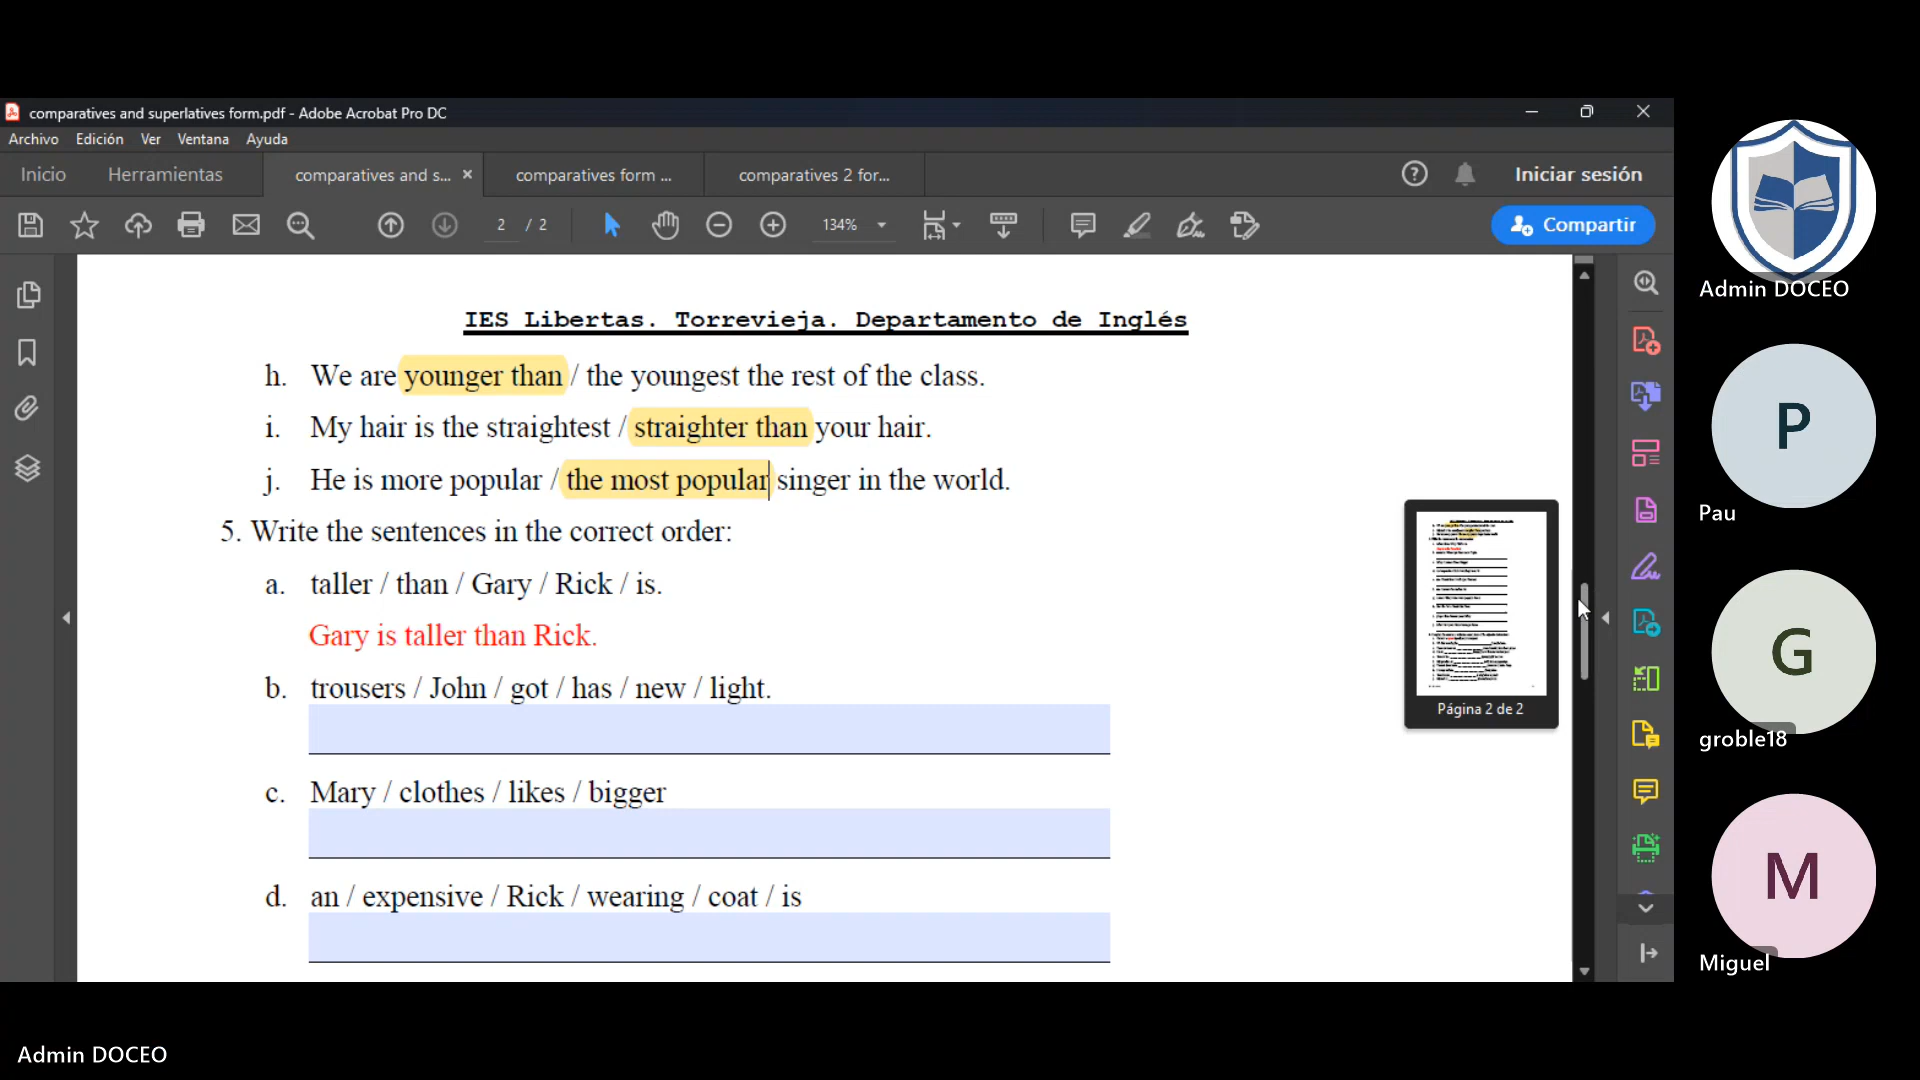 comparatives and superlatives form.pdf - Adobe Acrobat Pro DC
Archivo Edición Ver Ventana Ayuda
Inicio Herramientas comparatives and s... comparatives form ... comparatives 2 for... Iniciar sesión
2 / 2 134% Compartir
IES Libertas. Torrevieja. Departamento de Inglés
h. We are younger than / the youngest the rest of the class.
i. My hair is the straightest / straighter than your hair.
j. He is more popular / the most popular singer in the world.
5. Write the sentences in the correct order:
a. taller / than / Gary / Rick / is.
Gary is taller than Rick.
b. trousers / John / got / has / new / light.
c. Mary / clothes / likes / bigger
d. an / expensive / Rick / wearing / coat / is
Página 2 de 2
Admin DOCEO
P
Pau
G
groble18
M
Miguel
Admin DOCEO